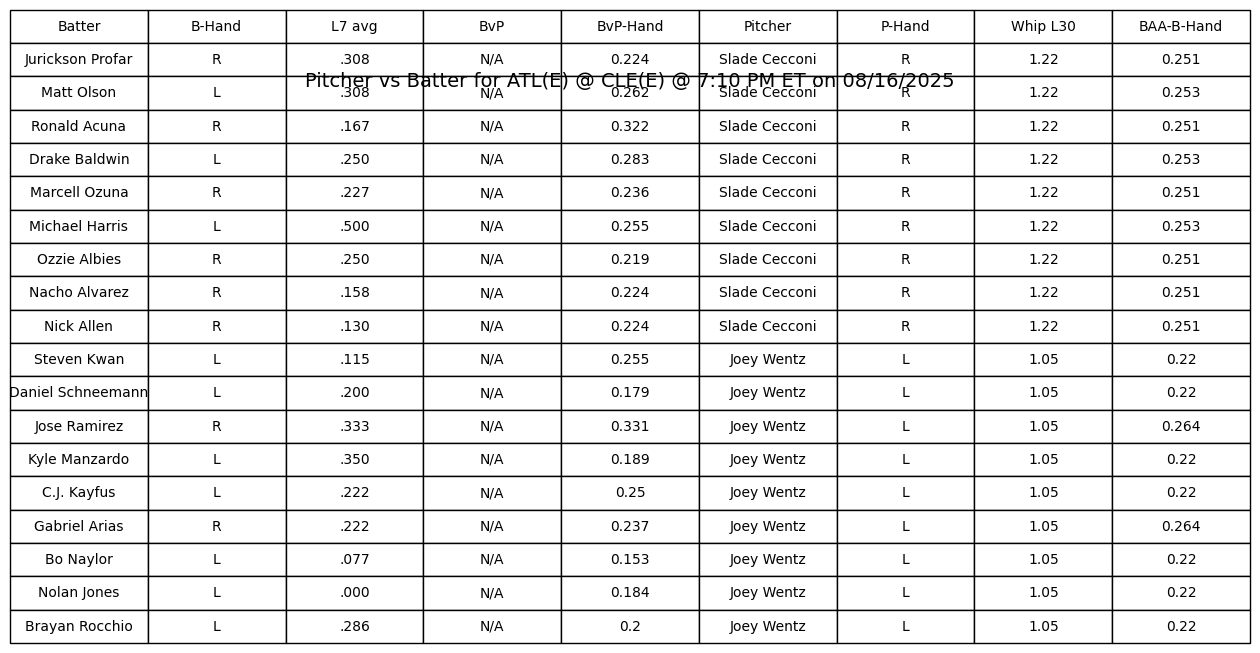 Batter B-Hand L7 avg BvP BvP-Hand Pitcher P-Hand Whip L30 BAA-B-Hand
Jurickson Profar R .308 N/A 0.224 Slade Cecconi R 1.22 0.251
Pitcher vs Batter for ATL(E) @ CLE(E) @ 7:10 PM ET on 08/16/2025
Matt Olson L .308 N/A 0.262 Slade Cecconi R 1.22 0.253
Ronald Acuna R .167 N/A 0.322 Slade Cecconi R 1.22 0.251
Drake Baldwin L .250 N/A 0.283 Slade Cecconi R 1.22 0.253
Marcell Ozuna R .227 N/A 0.236 Slade Cecconi R 1.22 0.251
Michael Harris L .500 N/A 0.255 Slade Cecconi R 1.22 0.253
Ozzie Albies R .250 N/A 0.219 Slade Cecconi R 1.22 0.251
Nacho Alvarez R .158 N/A 0.224 Slade Cecconi R 1.22 0.251
Nick Allen R .130 N/A 0.224 Slade Cecconi R 1.22 0.251
Steven Kwan L .115 N/A 0.255 Joey Wentz L 1.05 0.22
Daniel Schneemann L .200 N/A 0.179 Joey Wentz L 1.05 0.22
Jose Ramirez R .333 N/A 0.331 Joey Wentz L 1.05 0.264
Kyle Manzardo L .350 N/A 0.189 Joey Wentz L 1.05 0.22
C.J. Kayfus L .222 N/A 0.25 Joey Wentz L 1.05 0.22
Gabriel Arias R .222 N/A 0.237 Joey Wentz L 1.05 0.264
Bo Naylor L .077 N/A 0.153 Joey Wentz L 1.05 0.22
Nolan Jones L .000 N/A 0.184 Joey Wentz L 1.05 0.22
Brayan Rocchio L .286 N/A 0.2 Joey Wentz L 1.05 0.22